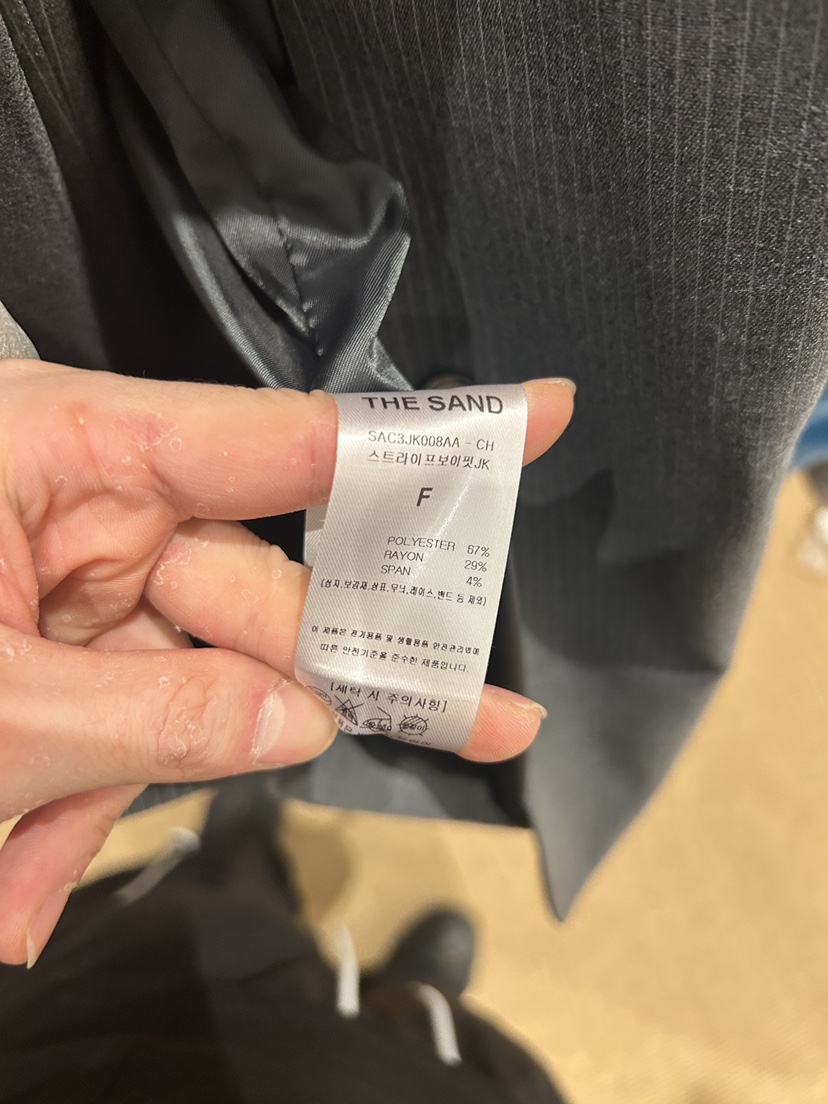 THE SAND
SAC3JK008AA - CH
스트라이프보이핏JK
F
POLYESTER 67%
RAYON 29%
SPAN 4%
(심지,보강재,상표,무늬,레이스,밴드 등 제외)
이 제품은 전기용품 및 생활용품 안전관리법에
따른 안전기준을 준수한 제품입니다.
[세탁 시 주의사항]